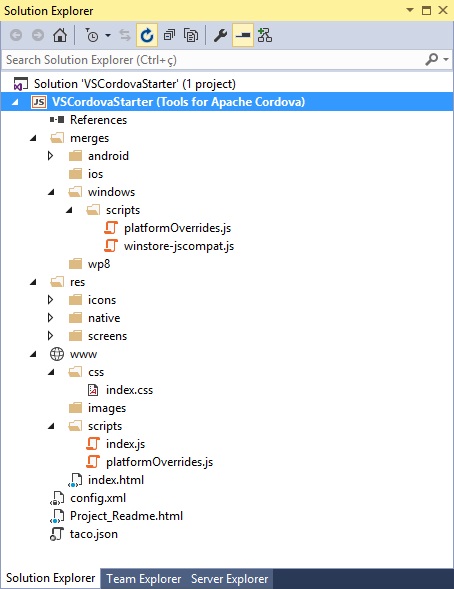 Solution Explorer
Search Solution Explorer (Ctrl+ç)
Solution 'VSCordovaStarter' (1 project)
JS VSCordovaStarter (Tools for Apache Cordova)
References
merges
android
ios
windows
scripts
platformOverrides.js
winstore-jscompat.js
wp8
res
icons
native
screens
www
css
index.css
images
scripts
index.js
platformOverrides.js
index.html
config.xml
Project_Readme.html
taco.json
Solution Explorer Team Explorer Server Explorer